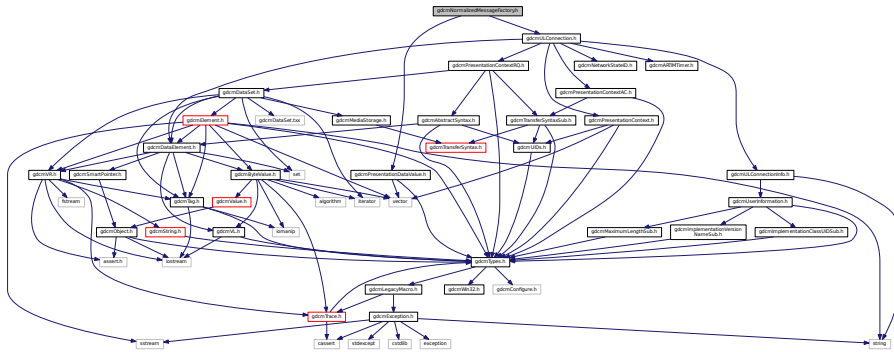 gdcmNormalizedMessageFactory.h
gdcmULConnection.h
gdcmPresentationContextRQ.h
gdcmNetworkStateID.h
gdcmARTIMTimer.h
gdcmDataSet.h
gdcmPresentationContextAC.h
gdcmElement.h
gdcmDataSet.txx
gdcmMediaStorage.h
gdcmAbstractSyntax.h
gdcmTransferSyntaxSub.h
gdcmPresentationContext.h
gdcmDataElement.h
gdcmTransferSyntax.h
gdcmUIDs.h
gdcmVR.h
gdcmSmartPointer.h
gdcmByteValue.h
set
gdcmPresentationDataValue.h
gdcmULConnectionInfo.h
fstream
gdcmTag.h
gdcmValue.h
algorithm
iterator
vector
gdcmUserInformation.h
gdcmObject.h
gdcmString.h
gdcmVL.h
iomanip
gdcmMaximumLengthSub.h
gdcmImplementationVersion
NameSub.h
gdcmImplementationClassUIDSub.h
assert.h
iostream
gdcmTypes.h
gdcmLegacyMacro.h
gdcmWin32.h
gdcmConfigure.h
gdcmTrace.h
gdcmException.h
sstream
cassert
stdexcept
cstdlib
exception
string